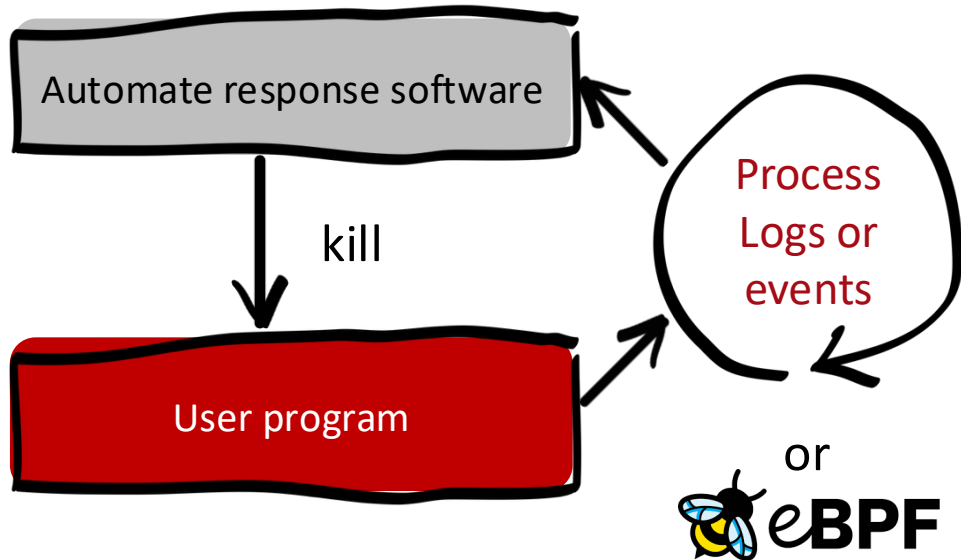 Automate response software
Process
Logs or
events
kill
User program
or
eBPF